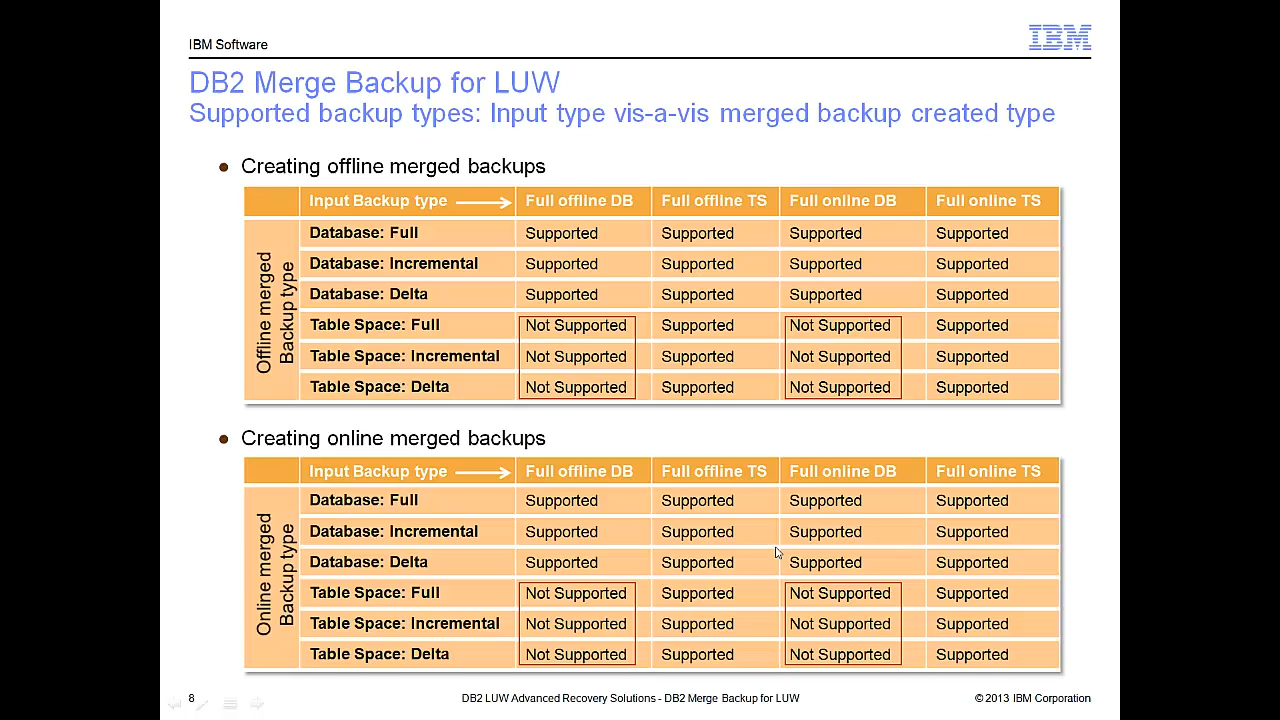 IBM Software
IBM
DB2 Merge Backup for LUW
Supported backup types: Input type vis-a-vis merged backup created type
● Creating offline merged backups
Input Backup type Full offline DB Full offline TS Full online DB Full online TS
Offline merged
Backup type
Database: Full Supported Supported Supported Supported
Database: Incremental Supported Supported Supported Supported
Database: Delta Supported Supported Supported Supported
Table Space: Full Not Supported Supported Not Supported Supported
Table Space: Incremental Not Supported Supported Not Supported Supported
Table Space: Delta Not Supported Supported Not Supported Supported
● Creating online merged backups
Input Backup type Full offline DB Full offline TS Full online DB Full online TS
Online merged
Backup type
Database: Full Supported Supported Supported Supported
Database: Incremental Supported Supported Supported Supported
Database: Delta Supported Supported Supported Supported
Table Space: Full Not Supported Supported Not Supported Supported
Table Space: Incremental Not Supported Supported Not Supported Supported
Table Space: Delta Not Supported Supported Not Supported Supported
8 DB2 LUW Advanced Recovery Solutions - DB2 Merge Backup for LUW © 2013 IBM Corporation